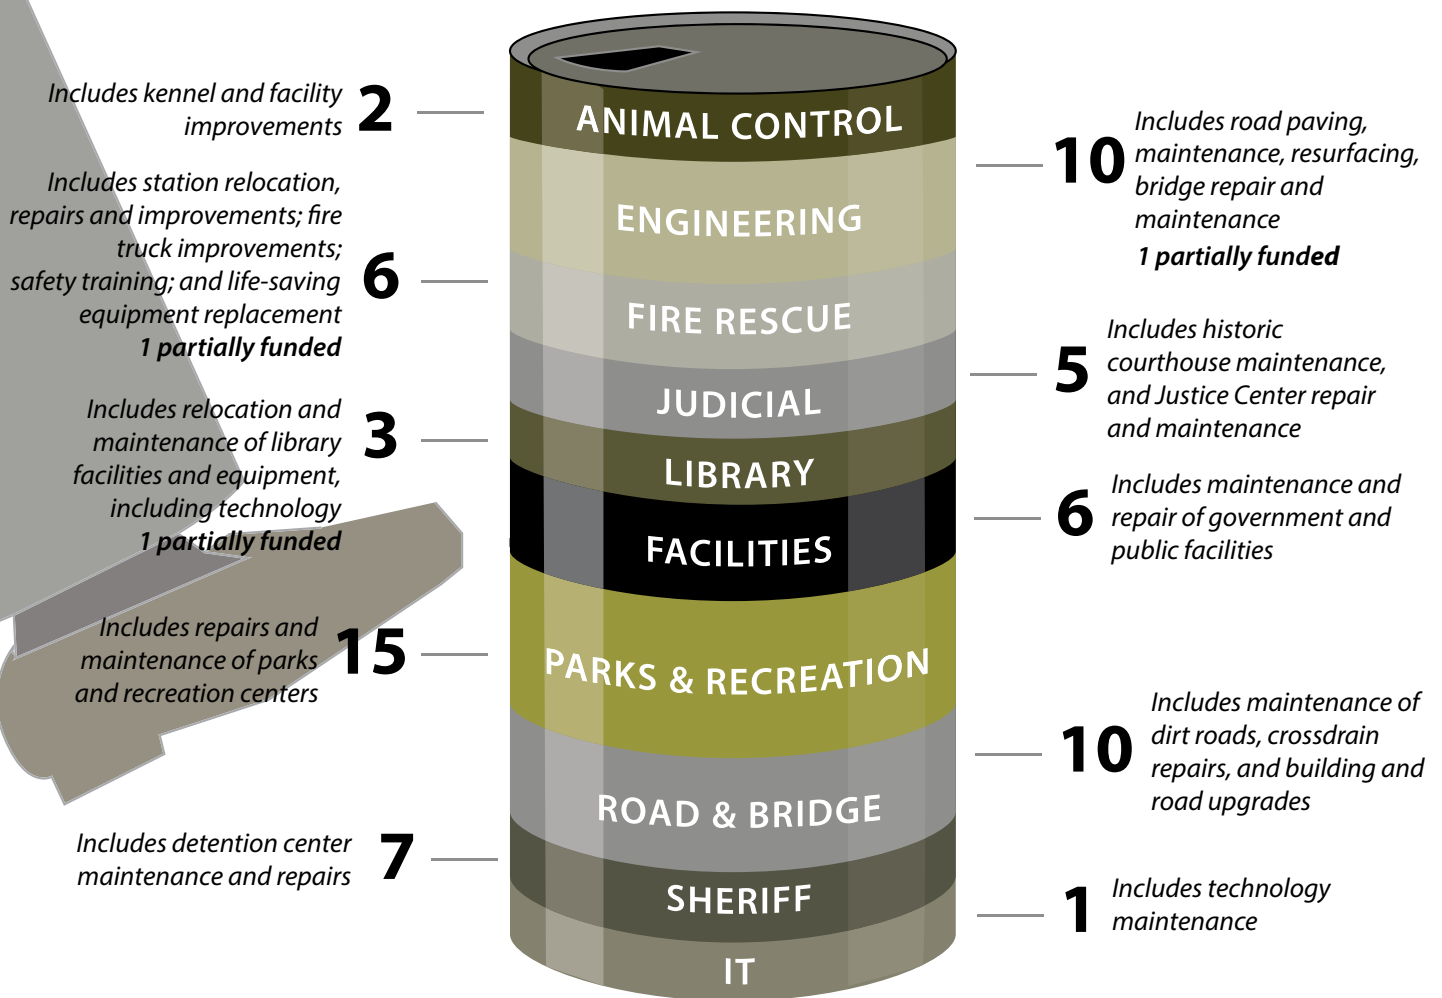 Includes kennel and facility
improvements
2
ANIMAL CONTROL
10
Includes road paving,
maintenance, resurfacing,
bridge repair and
maintenance
1 partially funded
ENGINEERING
Includes station relocation,
repairs and improvements; fire
truck improvements;
safety training; and life-saving
equipment replacement
1 partially funded
6
FIRE RESCUE
5
Includes historic
courthouse maintenance,
and Justice Center repair
and maintenance
JUDICIAL
Includes relocation and
maintenance of library
facilities and equipment,
including technology
1 partially funded
3
LIBRARY
6
Includes maintenance and
repair of government and
public facilities
FACILITIES
Includes repairs and
maintenance of parks
and recreation centers
15
PARKS & RECREATION
10
Includes maintenance of
dirt roads, crossdrain
repairs, and building and
road upgrades
ROAD & BRIDGE
Includes detention center
maintenance and repairs
7
SHERIFF
1
Includes technology
maintenance
IT